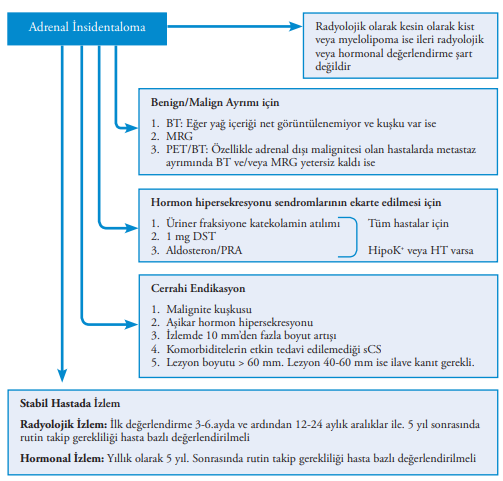 Adrenal İnsidentaloma
Radyolojik olarak kesin olarak kist
veya myelolipoma ise ileri radyolojik
veya hormonal değerlendirme şart
değildir
Benign/Malign Ayrımı için
1. BT: Eğer yağ içeriği net görüntülenemiyor ve kuşku var ise
2. MRG
3. PET/BT: Özellikle adrenal dışı malignitesi olan hastalarda metastaz
ayrımında BT ve/veya MRG yetersiz kaldı ise
Hormon hipersekresyonu sendromlarının ekarte edilmesi için
1. Üriner fraksiyone katekolamin atılımı
2. 1 mg DST
3. Aldosteron/PRA
Tüm hastalar için
HipoK⁺ veya HT varsa
Cerrahi Endikasyon
1. Malignite kuşkusu
2. Aşikar hormon hipersekresyonu
3. İzlemde 10 mm'den fazla boyut artışı
4. Komorbiditelerin etkin tedavi edilemediği sCS
5. Lezyon boyutu > 60 mm. Lezyon 40-60 mm ise ilave kanıt gerekli.
Stabil Hastada İzlem
Radyolojik İzlem: İlk değerlendirme 3-6.ayda ve ardından 12-24 aylık aralıklar ile. 5 yıl sonrasında
rutin takip gerekliliği hasta bazlı değerlendirilmeli
Hormonal İzlem: Yıllık olarak 5 yıl. Sonrasında rutin takip gerekliliği hasta bazlı değerlendirilmeli